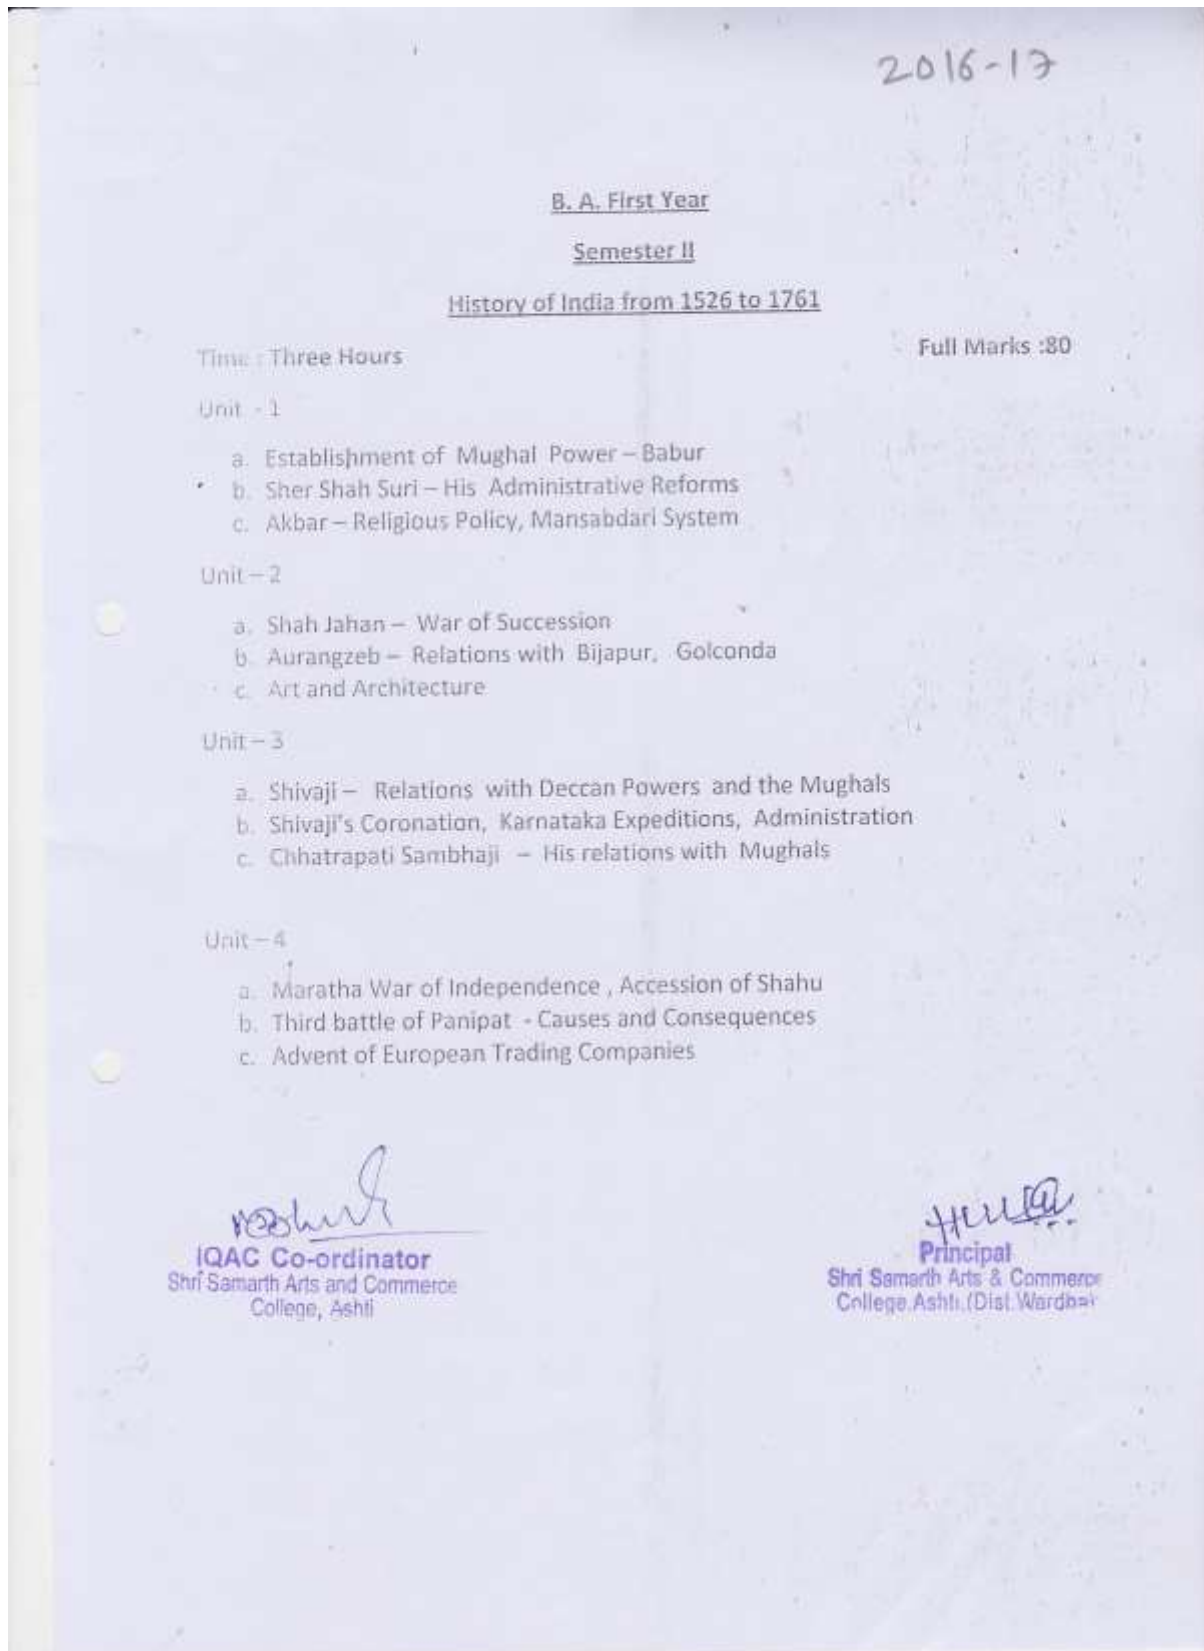 2016-17
B. A. First Year
Semester II
History of India from 1526 to 1761
Time : Three Hours
Full Marks :80
Unit - 1
a. Establishment of Mughal Power – Babur
b. Sher Shah Suri – His Administrative Reforms
c. Akbar – Religious Policy, Mansabdari System
Unit – 2
a. Shah Jahan – War of Succession
b. Aurangzeb – Relations with Bijapur, Golconda
c. Art and Architecture
Unit – 3
a. Shivaji – Relations with Deccan Powers and the Mughals
b. Shivaji's Coronation, Karnataka Expeditions, Administration
c. Chhatrapati Sambhaji – His relations with Mughals
Unit – 4
a. Maratha War of Independence , Accession of Shahu
b. Third battle of Panipat - Causes and Consequences
c. Advent of European Trading Companies
IQAC Co-ordinator
Shri Samarth Arts and Commerce
College, Ashti
Principal
Shri Samarth Arts & Commerce
College.Ashti.(Dist.Wardha)